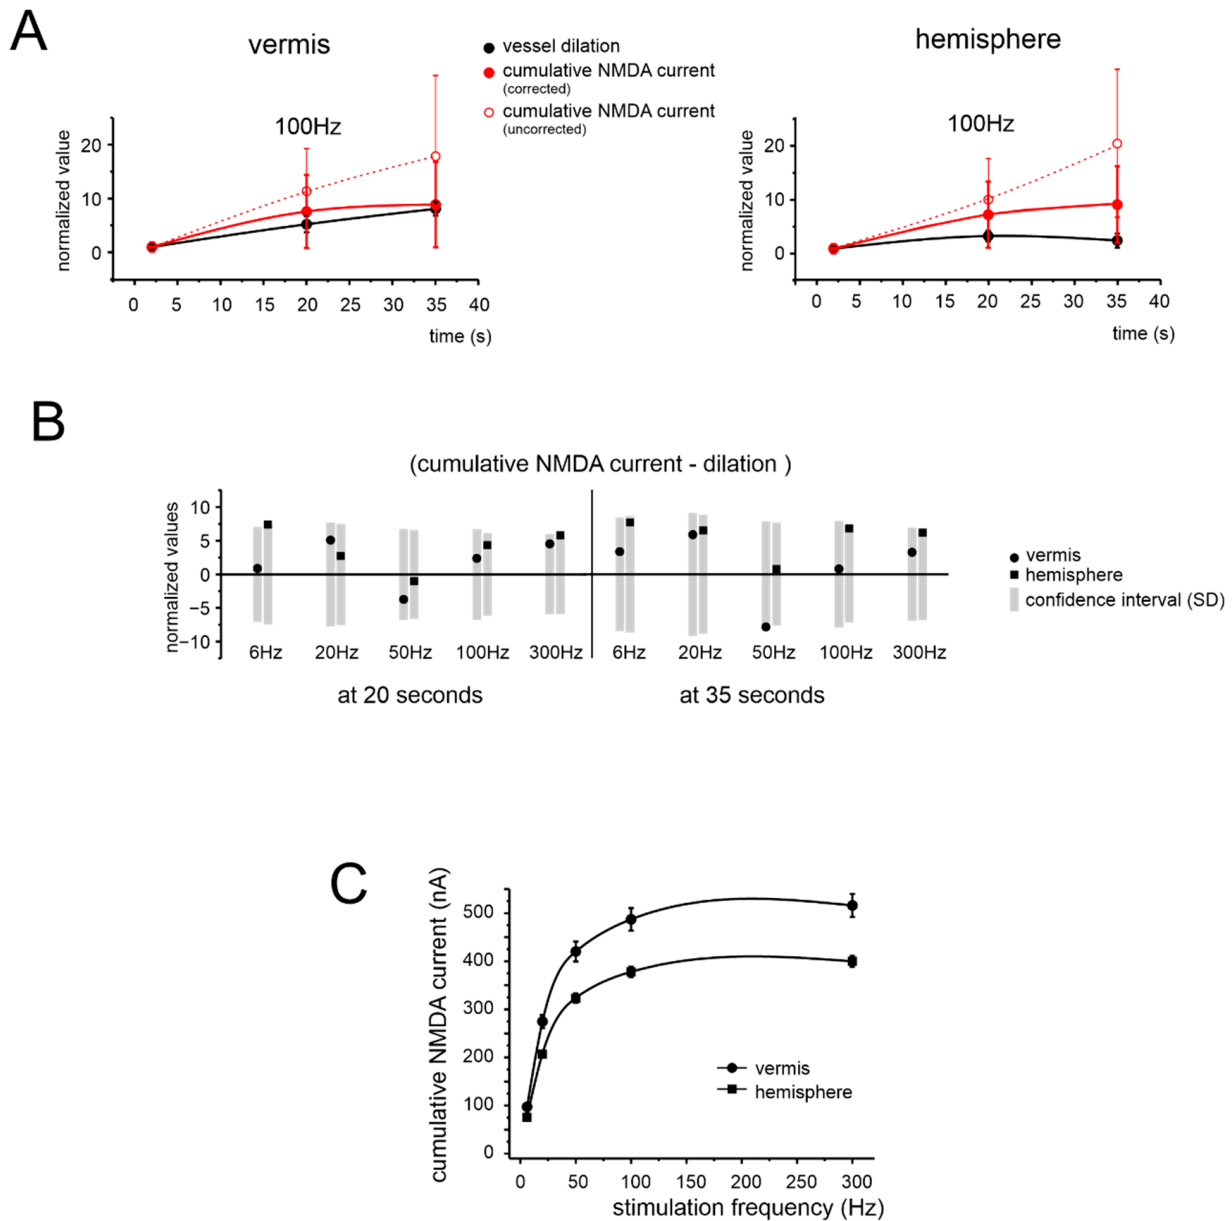 A
vermis
vessel dilation
cumulative NMDA current
(corrected)
cumulative NMDA current
(uncorrected)
hemisphere
100Hz
normalized value
20
10
0
0 5 10 15 20 25 30 35 40
time (s)
100Hz
normalized value
20
10
0
0 5 10 15 20 25 30 35 40
time (s)
B
(cumulative NMDA current - dilation )
normalized values
10
5
0
−5
−10
6Hz 20Hz 50Hz 100Hz 300Hz 6Hz 20Hz 50Hz 100Hz 300Hz
at 20 seconds at 35 seconds
vermis
hemisphere
confidence interval (SD)
C
cumulative NMDA current (nA)
500
400
300
200
100
0
vermis
hemisphere
0 50 100 150 200 250 300
stimulation frequency (Hz)